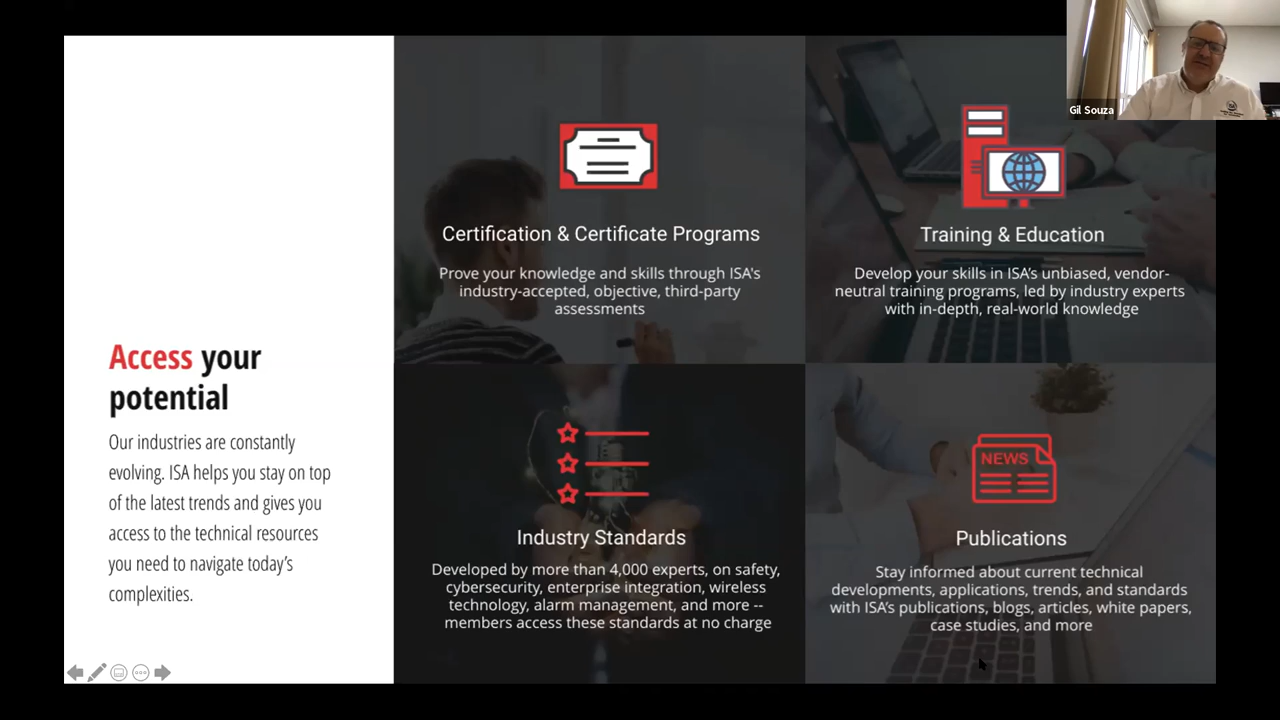 Gil Souza
Access your
potential
Our industries are constantly
evolving. ISA helps you stay on top
of the latest trends and gives you
access to the technical resources
you need to navigate today's
complexities.
Certification & Certificate Programs
Prove your knowledge and skills through ISA's
industry-accepted, objective, third-party
assessments
Training & Education
Develop your skills in ISA's unbiased, vendor-
neutral training programs, led by industry experts
with in-depth, real-world knowledge
Industry Standards
Developed by more than 4,000 experts, on safety,
cybersecurity, enterprise integration, wireless
technology, alarm management, and more --
members access these standards at no charge
NEWS
Publications
Stay informed about current technical
developments, applications, trends, and standards
with ISA's publications, blogs, articles, white papers,
case studies, and more